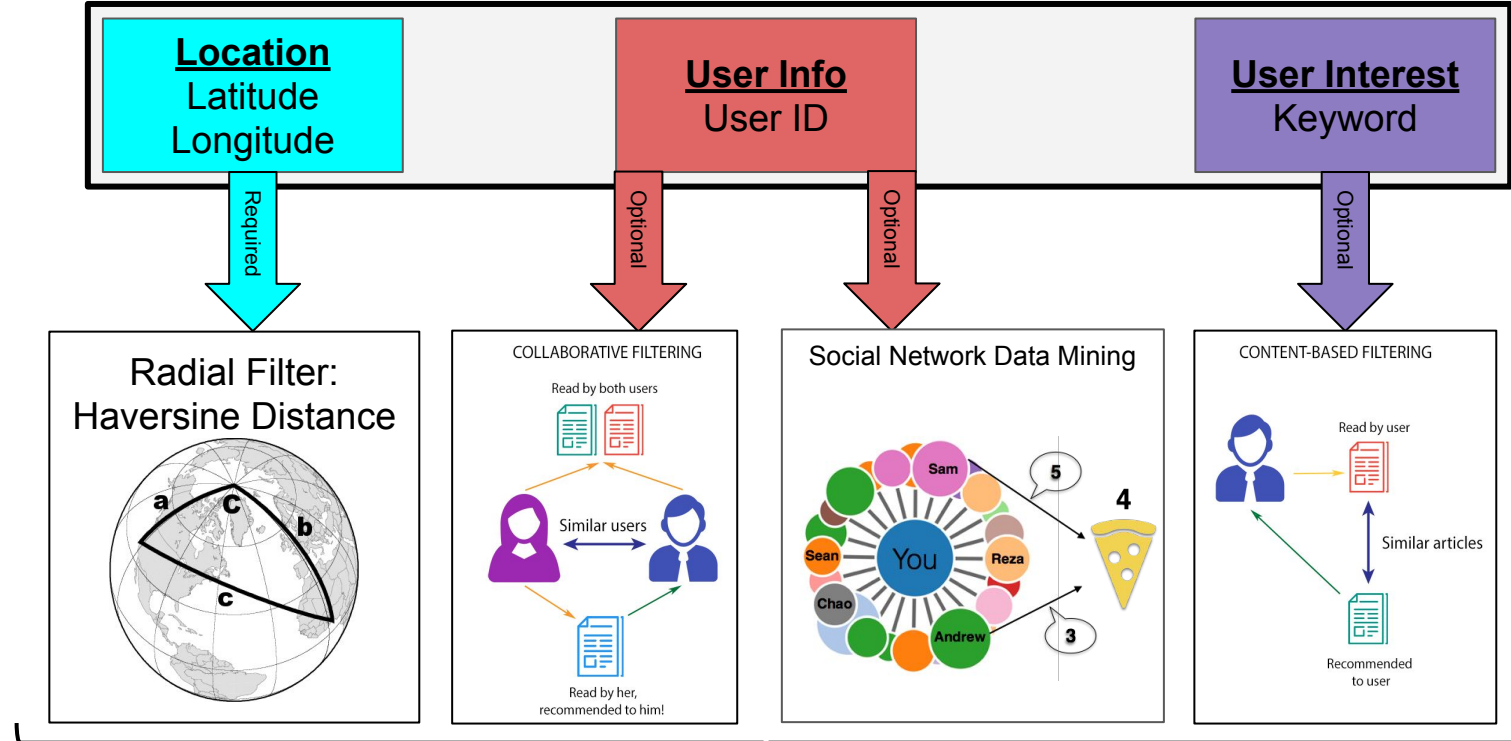 Location
Latitude
Longitude
User Info
User ID
User Interest
Keyword
Required
Optional
Optional
Optional
Radial Filter:
Haversine Distance
a
C
b
c
COLLABORATIVE FILTERING
Read by both users
Similar users
Read by her,
recommended to him!
Social Network Data Mining
Sam
5
4
Sean
You
Reza
Chao
Andrew
3
CONTENT-BASED FILTERING
Read by user
Similar articles
Recommended
to user